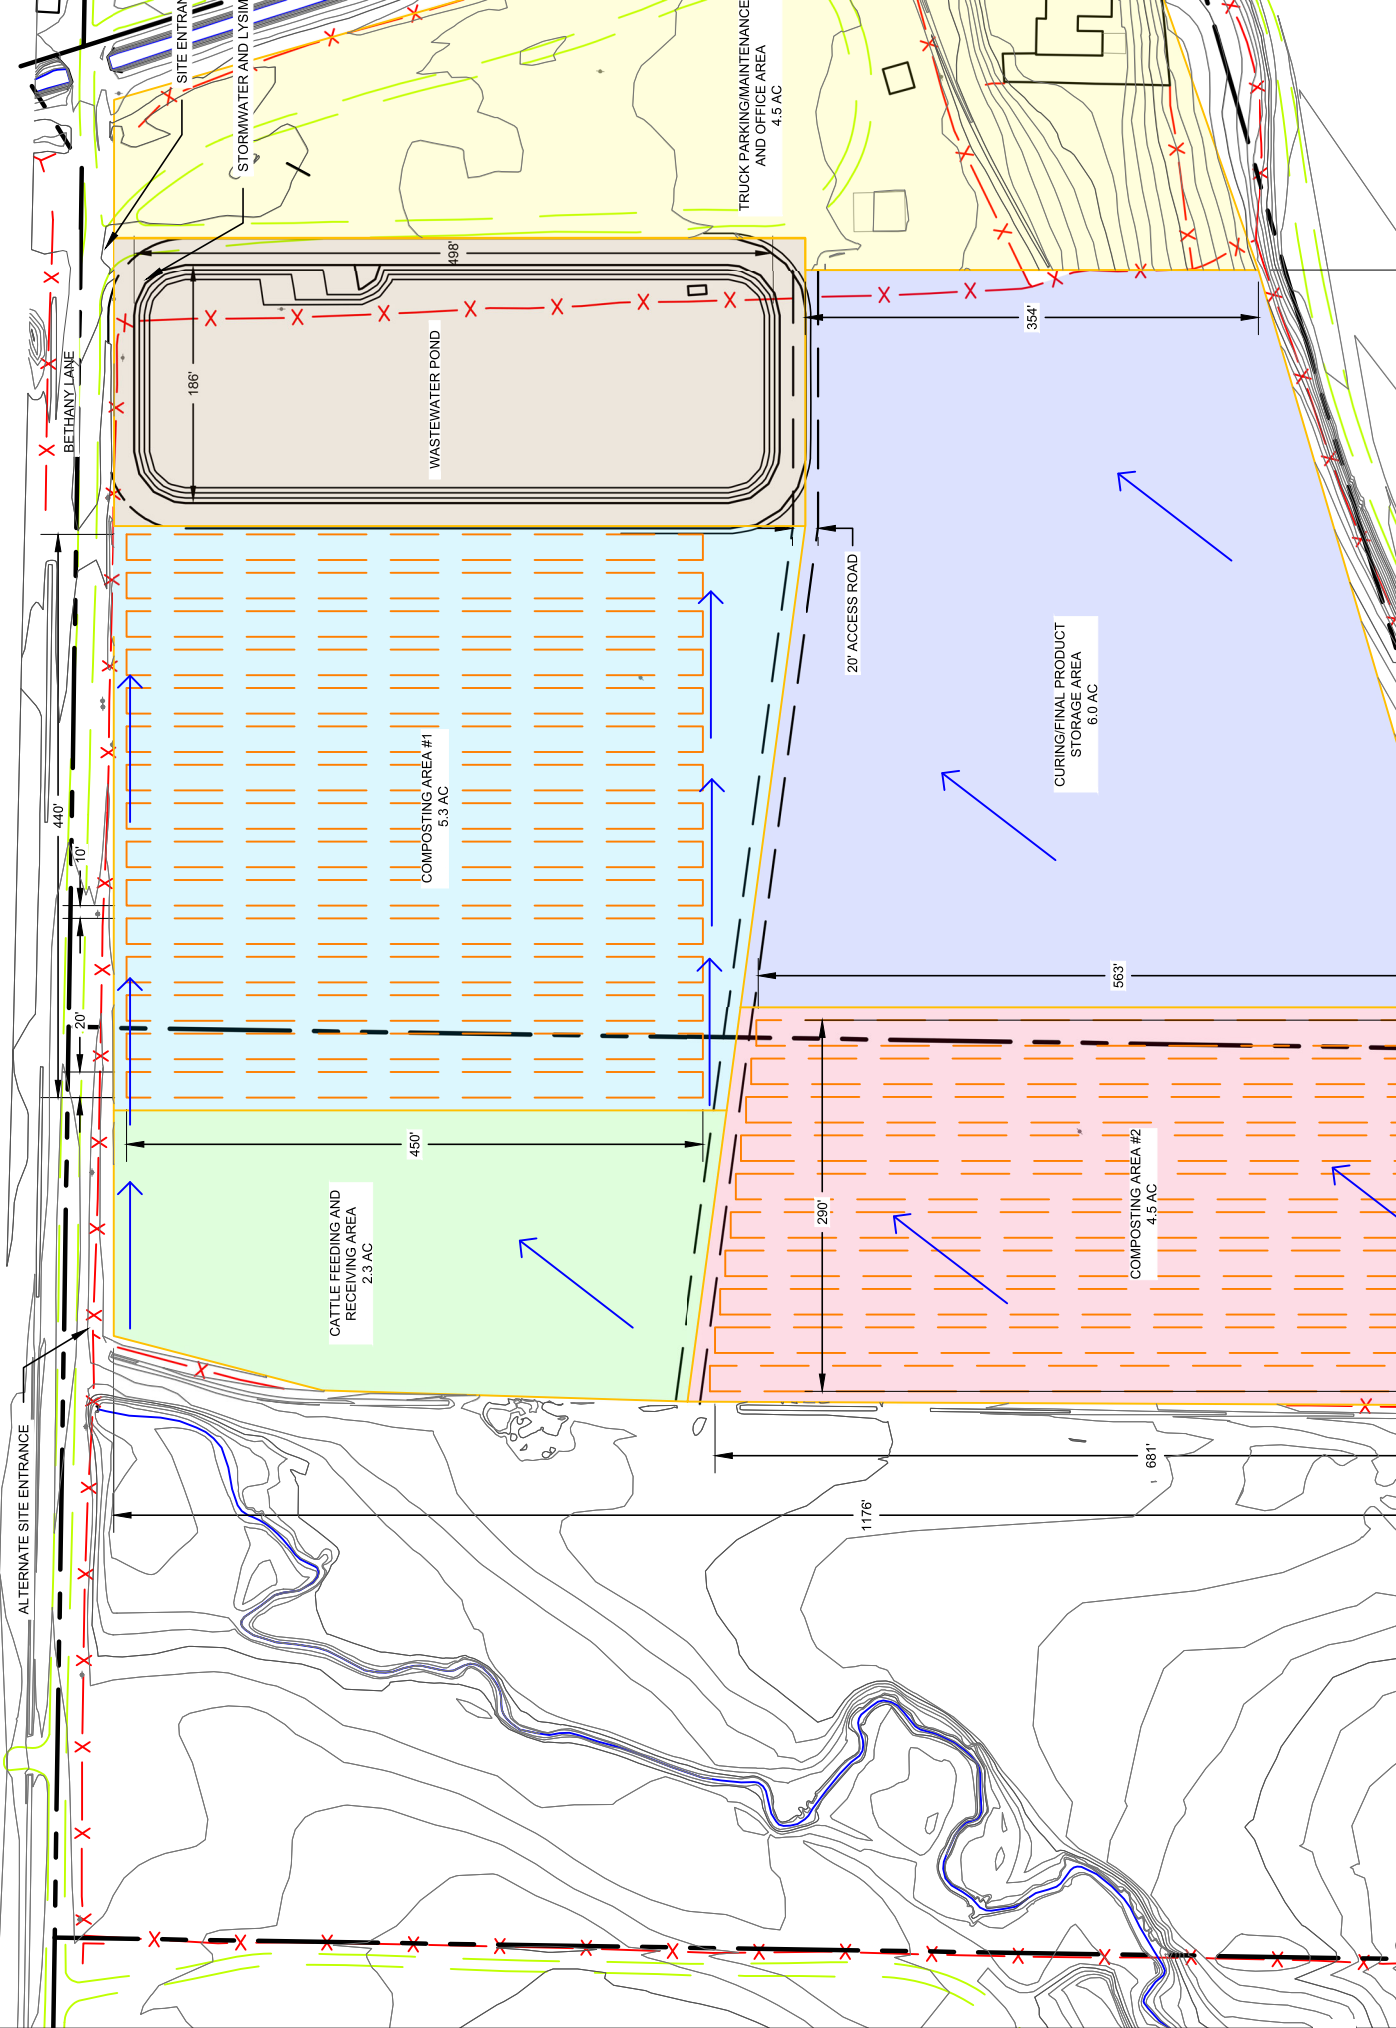 SITE ENTRAN
STORMWATER AND LYSIM
TRUCK PARKING/MAINTENANCE
AND OFFICE AREA
4.5 AC
498'
354'
186'
BETHANY LANE
WASTEWATER POND
20' ACCESS ROAD
CURING/FINAL PRODUCT
STORAGE AREA
6.0 AC
COMPOSTING AREA #1
5.3 AC
440'
10'
20'
563'
450'
CATTLE FEEDING AND
RECEIVING AREA
2.3 AC
290'
COMPOSTING AREA #2
4.5 AC
ALTERNATE SITE ENTRANCE
681'
1176'